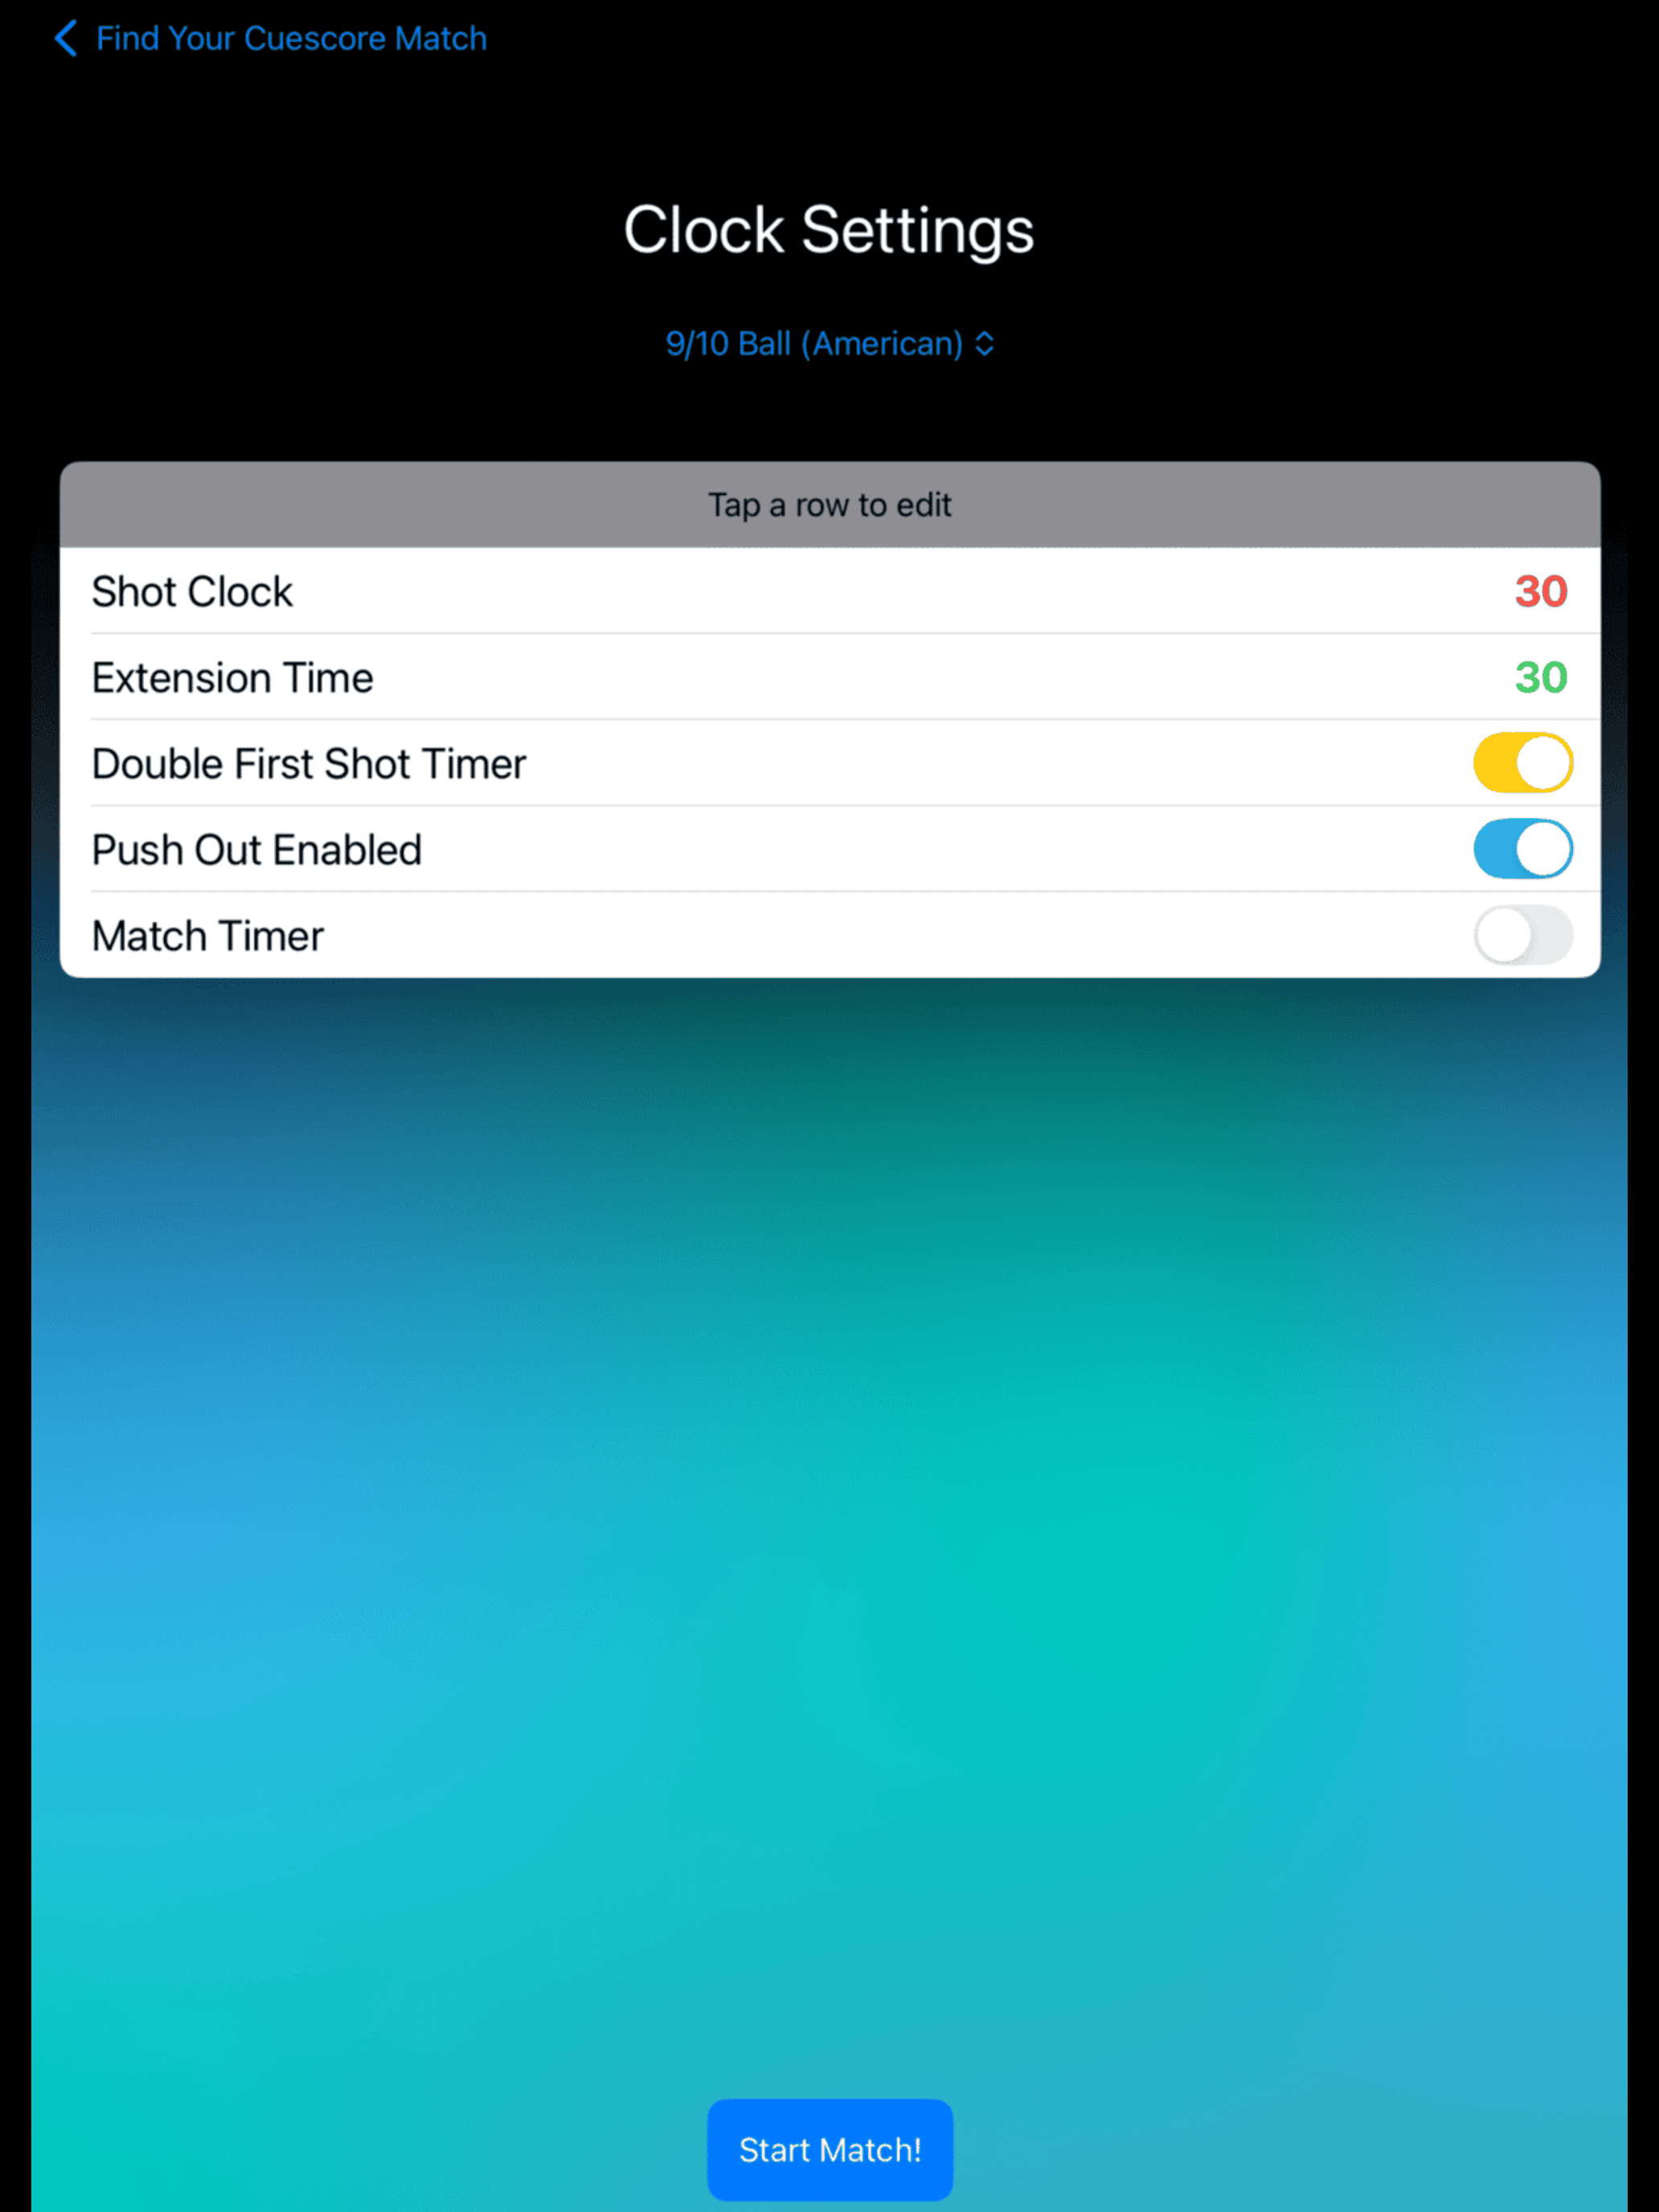 Find Your Cuescore Match
Clock Settings
9/10 Ball (American)
Tap a row to edit
Shot Clock 30
Extension Time 30
Double First Shot Timer
Push Out Enabled
Match Timer
Start Match!